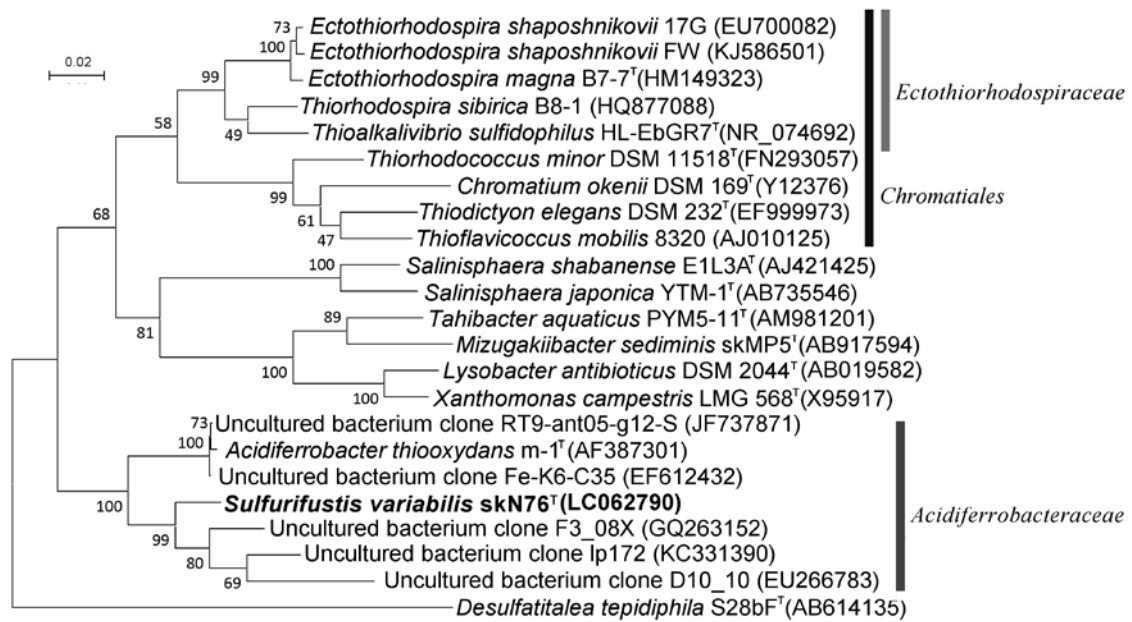 73 Ectothiorhodospira shaposhnikovii 17G (EU700082)
100 Ectothiorhodospira shaposhnikovii FW (KJ586501)
0.02
99 Ectothiorhodospira magna B7-7ᵀ(HM149323)
Ectothiorhodospiraceae
Thiorhodospira sibirica B8-1 (HQ877088)
58
49 Thioalkalivibrio sulfidophilus HL-EbGR7ᵀ(NR_074692)
Thiorhodococcus minor DSM 11518ᵀ(FN293057)
99 Chromatium okenii DSM 169ᵀ(Y12376)
Chromatiales
68
61 Thiodictyon elegans DSM 232ᵀ(EF999973)
47 Thioflavicoccus mobilis 8320 (AJ010125)
100 Salinisphaera shabanense E1L3Aᵀ(AJ421425)
Salinisphaera japonica YTM-1ᵀ(AB735546)
89 Tahibacter aquaticus PYM5-11ᵀ(AM981201)
81
Mizugakiibacter sediminis skMP5ᵀ(AB917594)
100 Lysobacter antibioticus DSM 2044ᵀ(AB019582)
100 Xanthomonas campestris LMG 568ᵀ(X95917)
73 Uncultured bacterium clone RT9-ant05-g12-S (JF737871)
100 Acidiferrobacter thiooxydans m-1ᵀ(AF387301)
Uncultured bacterium clone Fe-K6-C35 (EF612432)
100 Sulfurifustis variabilis skN76ᵀ(LC062790)
Acidiferrobacteraceae
99 Uncultured bacterium clone F3_08X (GQ263152)
80 Uncultured bacterium clone lp172 (KC331390)
69 Uncultured bacterium clone D10_10 (EU266783)
Desulfatitalea tepidiphila S28bFᵀ(AB614135)